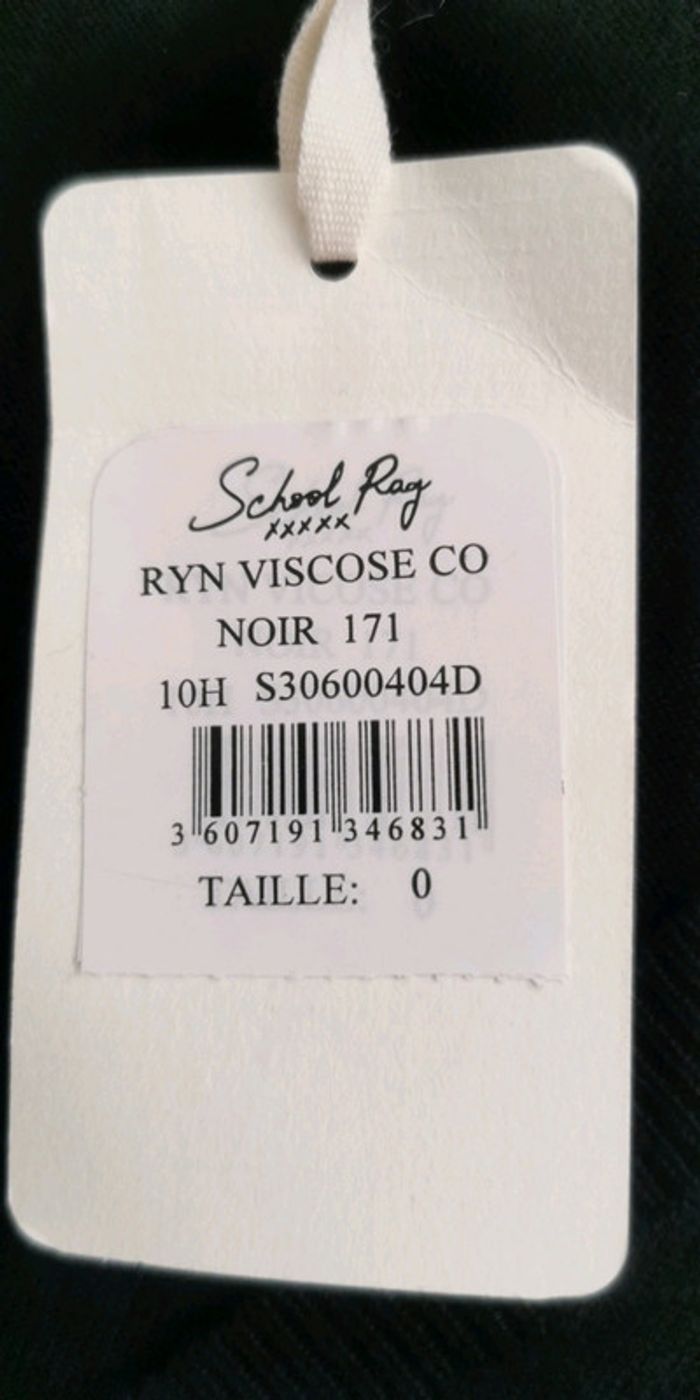 School Rag
xxxxx
RYN VISCOSE CO
NOIR 171
10H S30600404D
3 607191 346831
TAILLE: 0